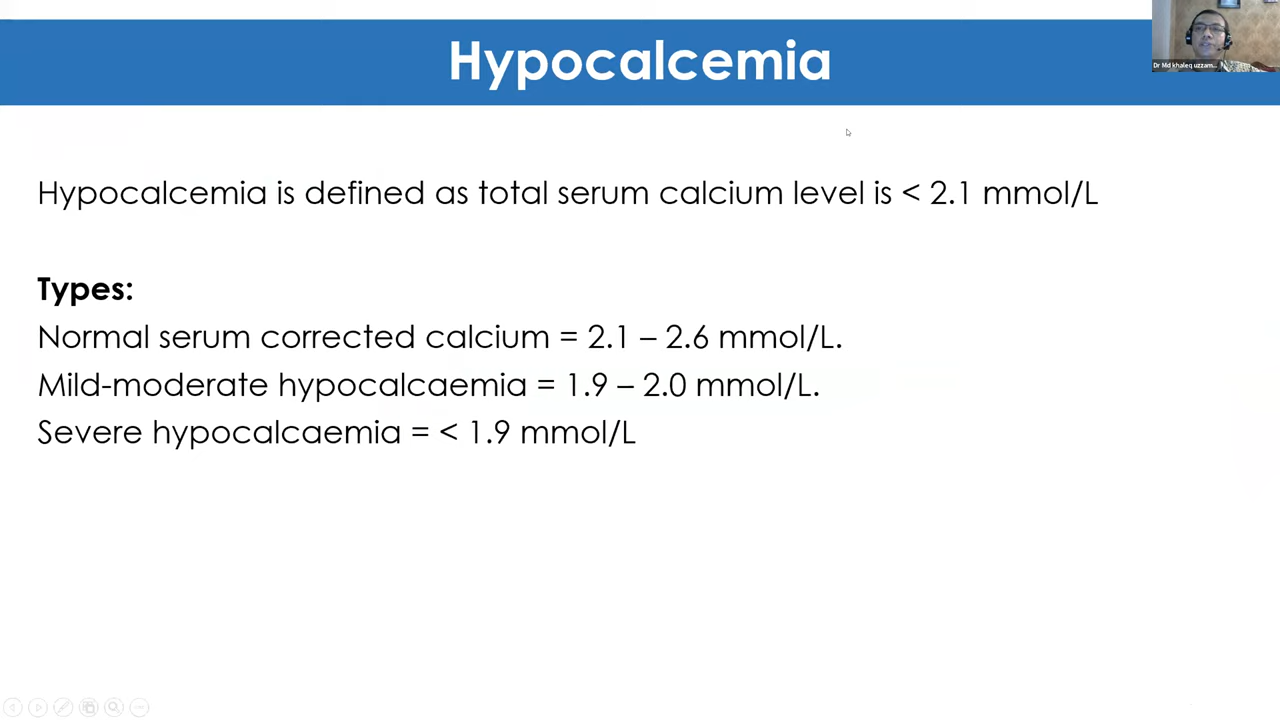 Hypocalcemia
Dr Md khaleq uzzam...
Hypocalcemia is defined as total serum calcium level is < 2.1 mmol/L
Types:
Normal serum corrected calcium = 2.1 – 2.6 mmol/L.
Mild-moderate hypocalcaemia = 1.9 – 2.0 mmol/L.
Severe hypocalcaemia = < 1.9 mmol/L